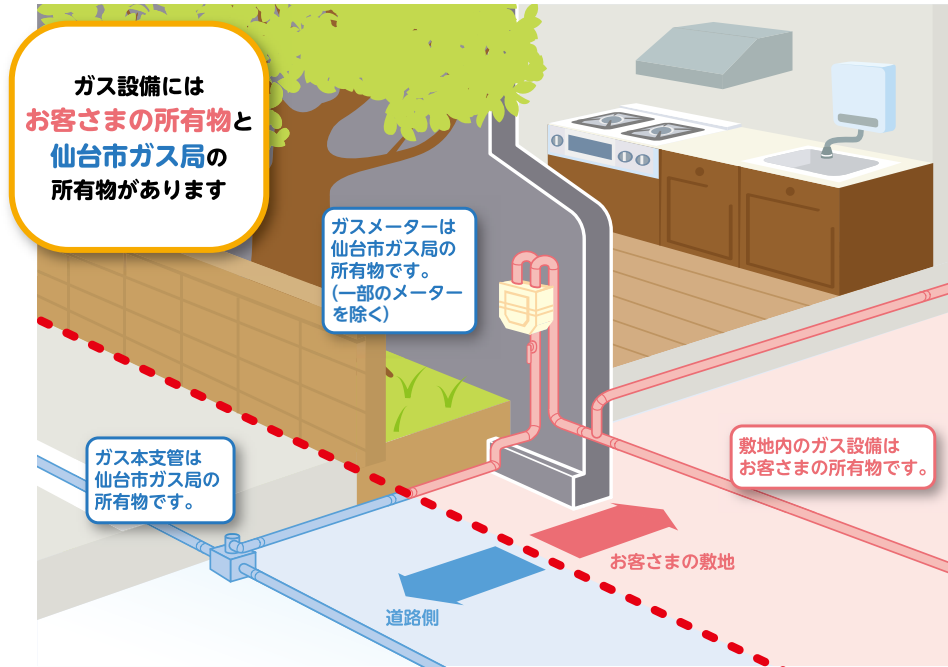 ガス設備には
お客さまの所有物と
仙台市ガス局の
所有物があります
ガスメーターは
仙台市ガス局の
所有物です。
(一部のメーター
を除く)
ガス本支管は
仙台市ガス局の
所有物です。
敷地内のガス設備は
お客さまの所有物です。
お客さまの敷地
道路側